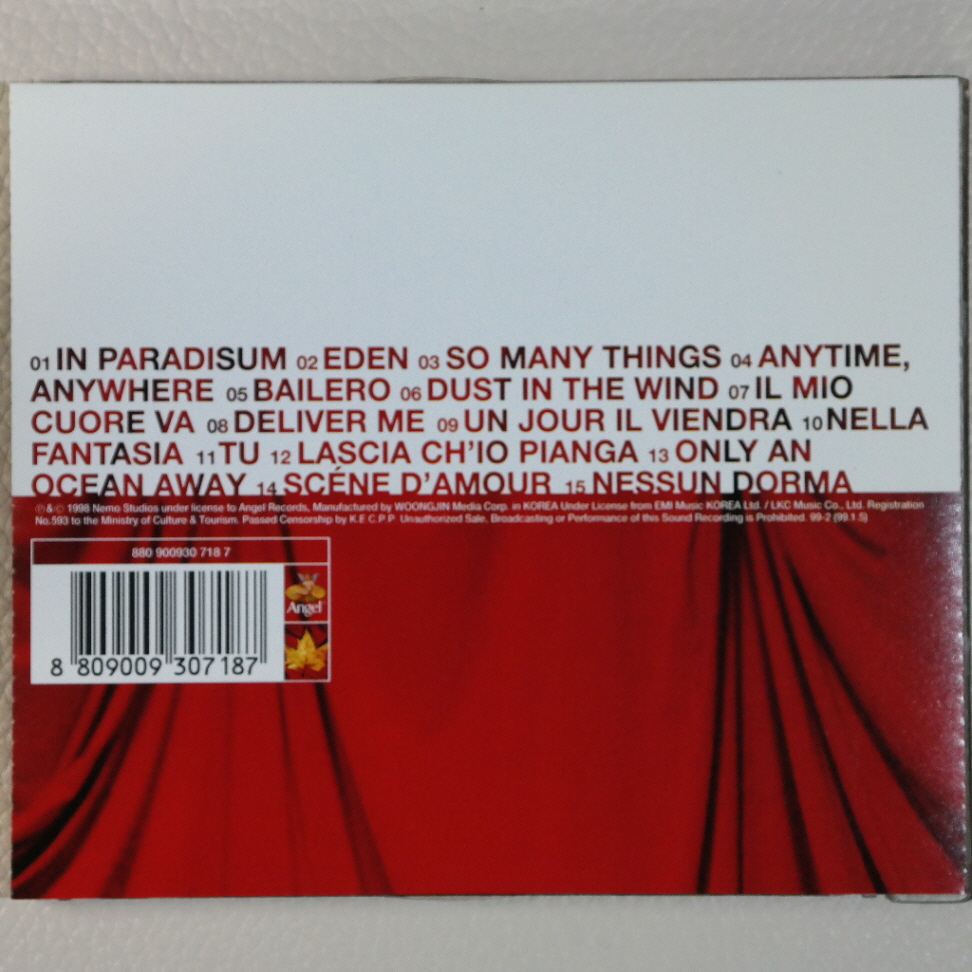 01 IN PARADISUM 02 EDEN 03 SO MANY THINGS 04 ANYTIME,
ANYWHERE 05 BAILERO 06 DUST IN THE WIND 07 IL MIO
CUORE VA 08 DELIVER ME 09 UN JOUR IL VIENDRA 10 NELLA
FANTASIA 11 TU 12 LASCIA CH'IO PIANGA 13 ONLY AN
OCEAN AWAY 14 SCÉNE D'AMOUR 15 NESSUN DORMA
℗ & © 1998 Nemo Studios under license to Angel Records, Manufactured by WOONGJIN Media Corp. in KOREA Under License from EMI Music KOREA Ltd. / LKC Music Co., Ltd. Registration
No.593 to the Ministry of Culture & Tourism. Passed Censorship by K.E.C.P.P Unauthorized Sale, Broadcasting or Performance of this Sound Recording is Prohibited. 99-2 (99.1.5)
880 900930 718 7
Angel
8 809009 307187